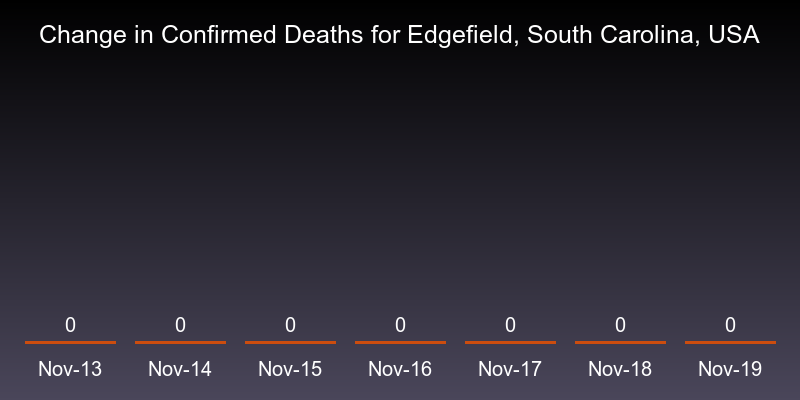 Change in Confirmed Deaths for Edgefield, South Carolina, USA
0 0 0 0 0 0 0
Nov-13 Nov-14 Nov-15 Nov-16 Nov-17 Nov-18 Nov-19